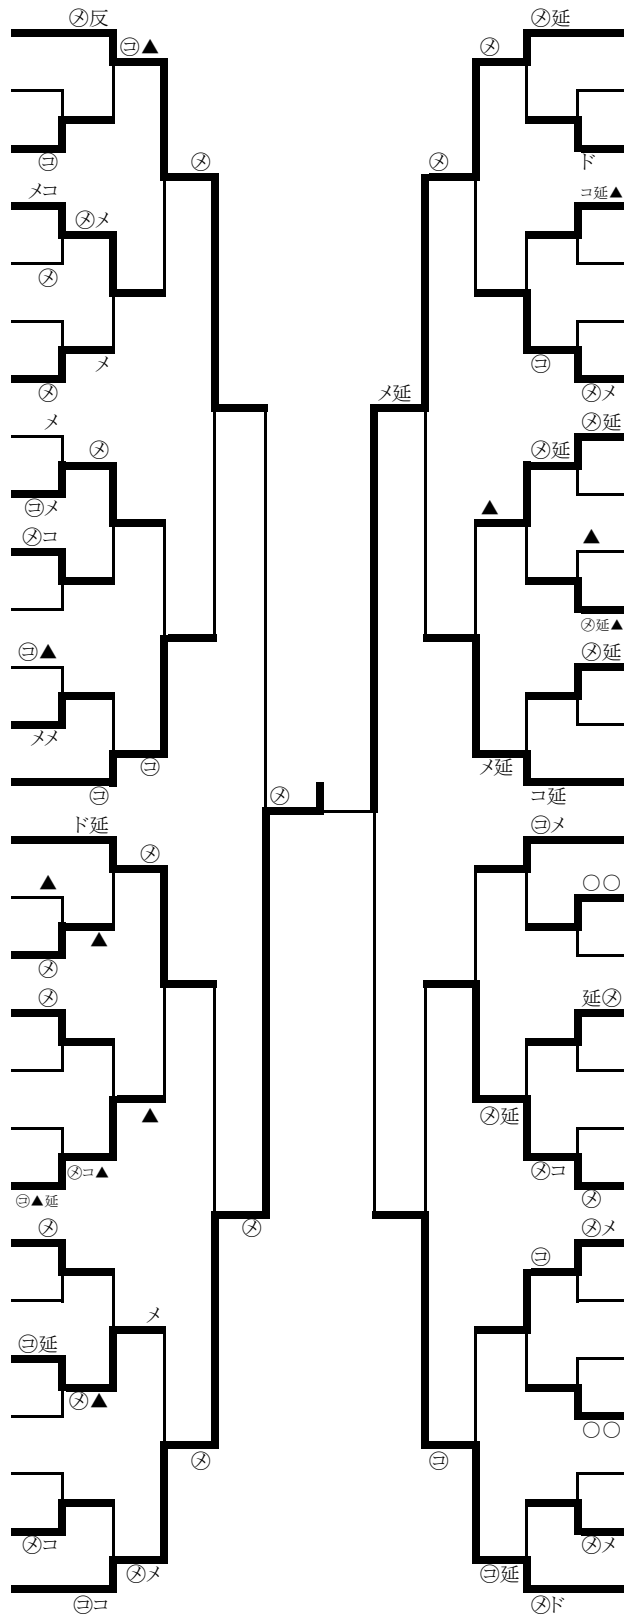 ㋱反
㋱延
㋙▲
㋱
㋱
㋱
㋙
ド
メコ
コ延▲
㋱メ
㋱
メ
㋙
㋱
㋱メ
メ延
メ
㋱延
㋱
㋱延
㋙メ
▲
㋱コ
▲
㋱延▲
㋙▲
㋱延
メメ
㋙
メ延
㋙
コ延
㋱
ド延
㋙メ
㋱
▲
○○
▲
㋱
㋱
延㋱
▲
㋱延
㋱コ▲
㋱コ
㋙▲延
㋱
㋱
㋱
㋱メ
㋙
メ
㋙延
㋱▲
○○
㋱
㋙
㋱コ
㋱メ
㋱メ
㋙延
㋙コ
㋱ド